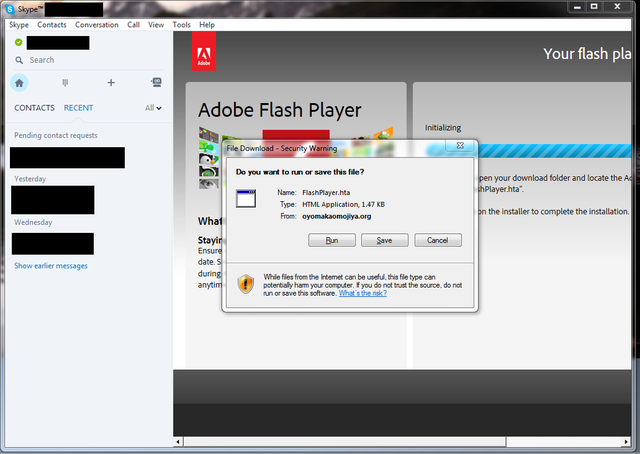 Skype™
Skype Contacts Conversation Call View Tools Help
Search
CONTACTS RECENT All
Pending contact requests
Yesterday
Wednesday
Show earlier messages
Adobe
Your flash pla
Adobe Flash Player
Initializing
pen your download folder and locate the Ad
shPlayer.hta".
on the installer to complete the installation.
What
Staying
Ensure
date. S
during
anytim
File Download - Security Warning
Do you want to run or save this file?
Name: FlashPlayer.hta
Type: HTML Application, 1.47 KB
From: oyomakaomojiya.org
Run Save Cancel
While files from the Internet can be useful, this file type can
potentially harm your computer. If you do not trust the source, do not
run or save this software. What's the risk?